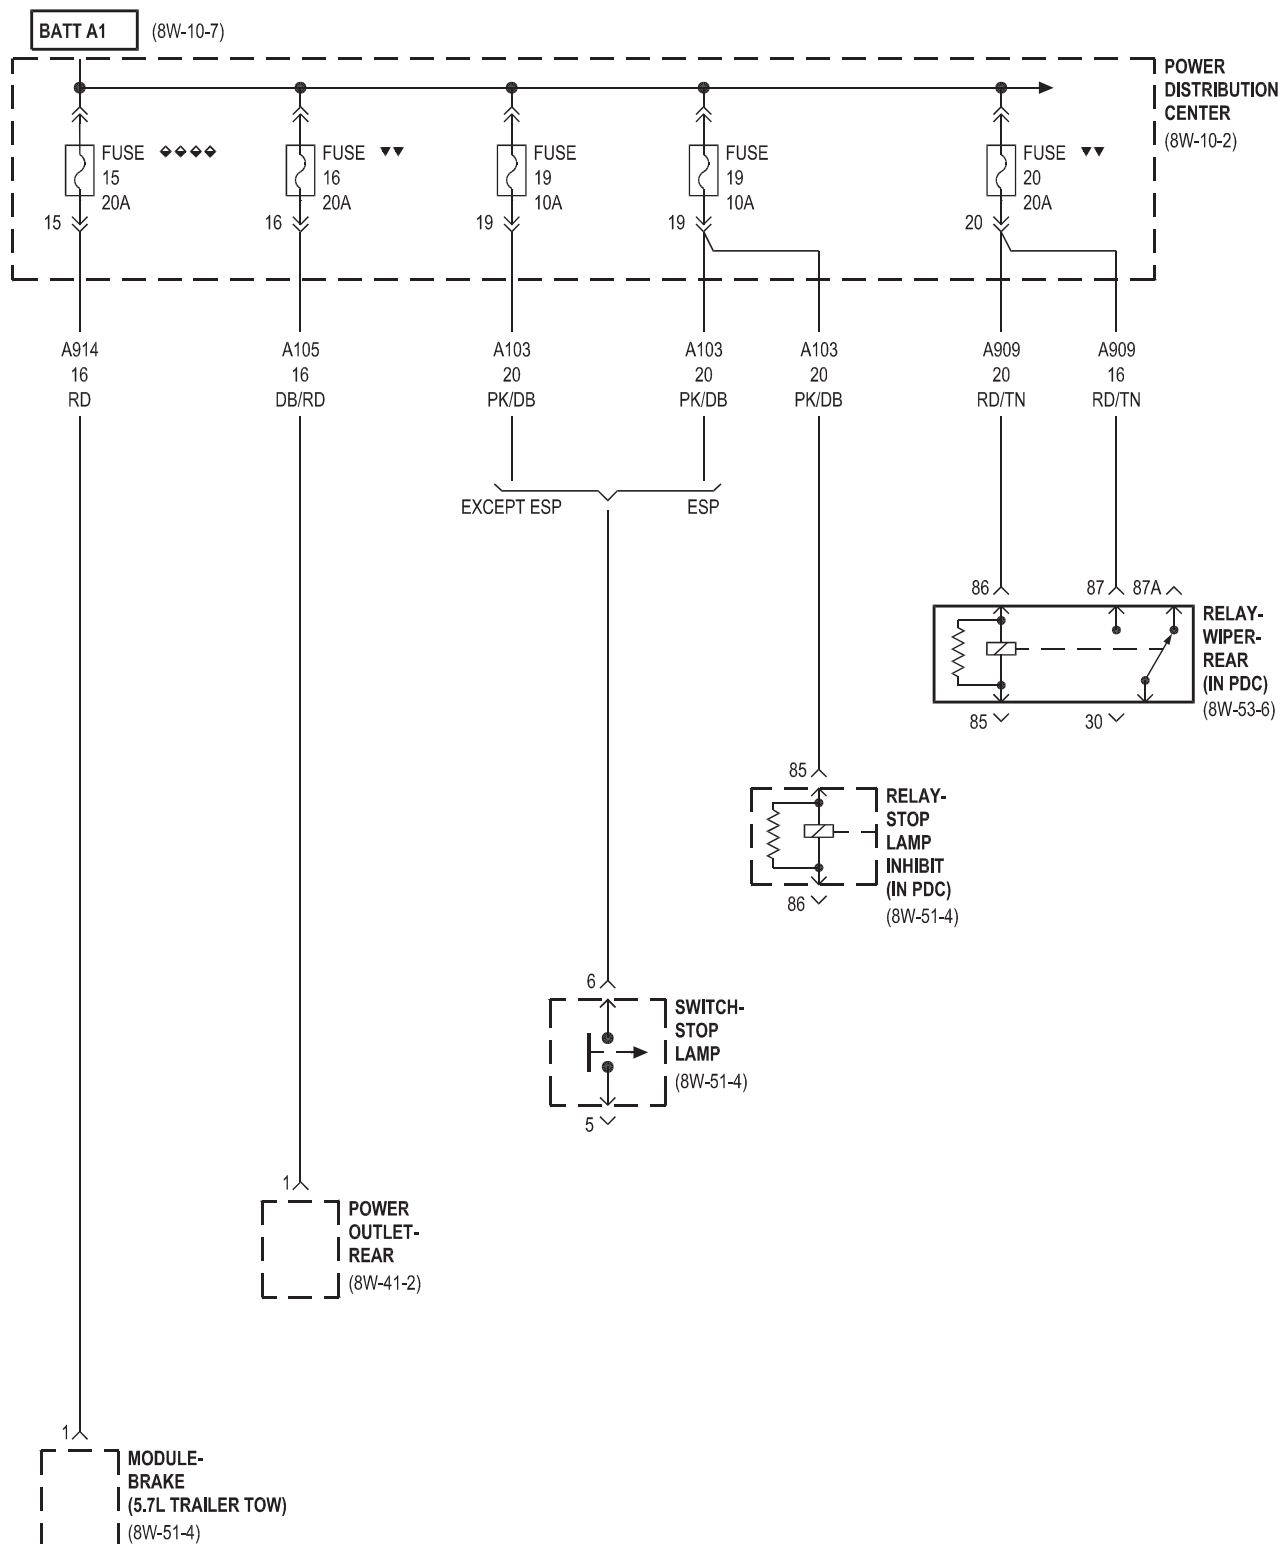 BATT A1 (8W-10-7)
POWER
DISTRIBUTION
CENTER
(8W-10-2)
FUSE
15
20A
15
FUSE
16
20A
16
FUSE
19
10A
19
FUSE
19
10A
19
FUSE
20
20A
20
A914
16
RD
A105
16
DB/RD
A103
20
PK/DB
A103
20
PK/DB
A103
20
PK/DB
A909
20
RD/TN
A909
16
RD/TN
EXCEPT ESP
ESP
86
87
87A
RELAY-
WIPER-
REAR
(IN PDC)
(8W-53-6)
85
30
85
RELAY-
STOP
LAMP
INHIBIT
(IN PDC)
(8W-51-4)
86
6
SWITCH-
STOP
LAMP
(8W-51-4)
5
1
POWER
OUTLET-
REAR
(8W-41-2)
1
MODULE-
BRAKE
(5.7L TRAILER TOW)
(8W-51-4)